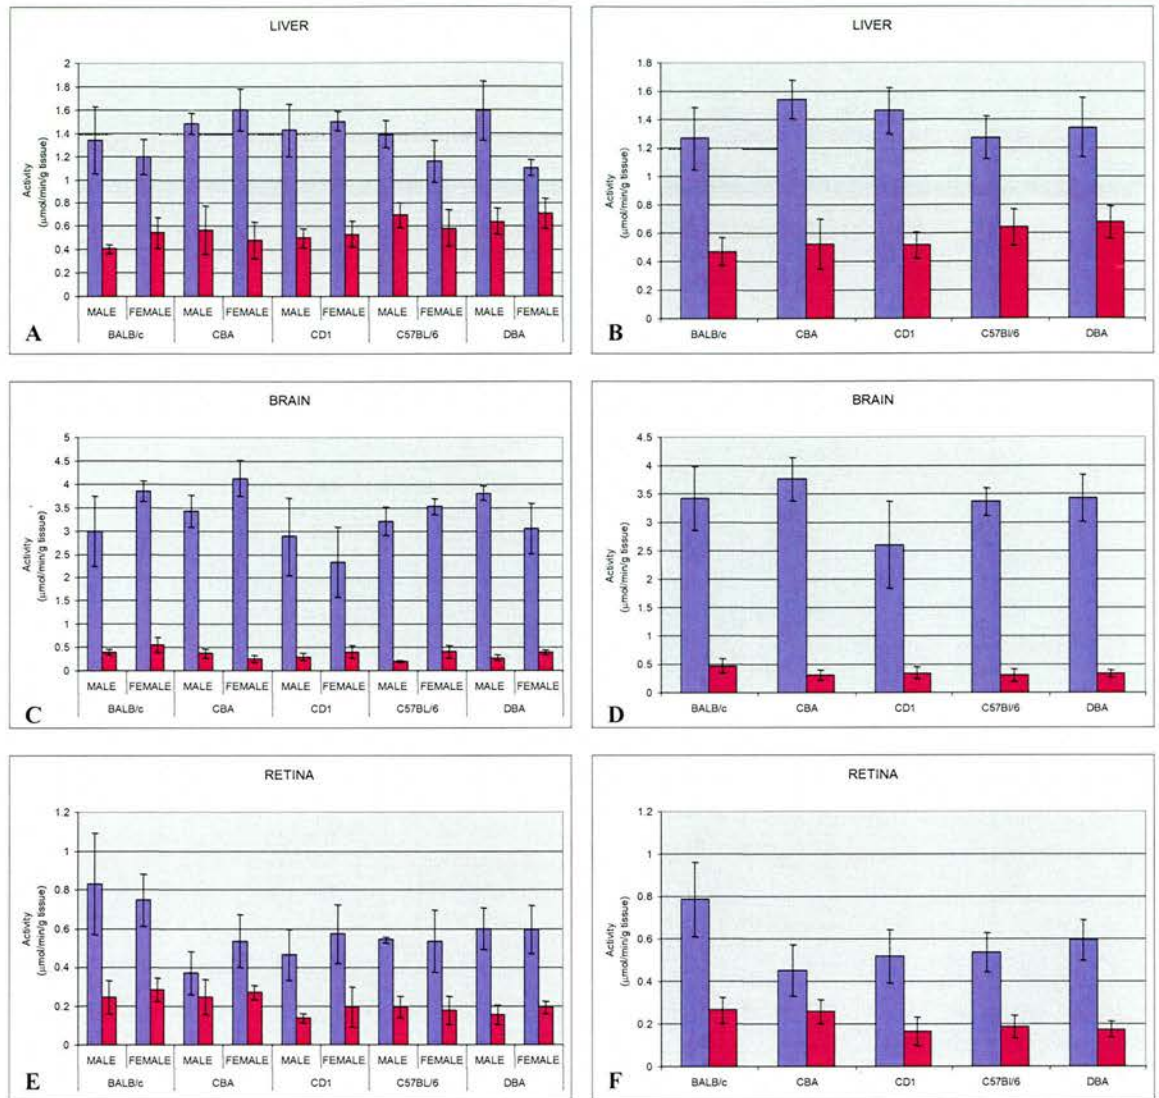 LIVER
Activity
(µmol/min/g tissue)
2
1.8
1.6
1.4
1.2
1
0.8
0.6
0.4
0.2
0
MALE FEMALE MALE FEMALE MALE FEMALE MALE FEMALE MALE FEMALE
BALB/c CBA CD1 C57BL/6 DBA
A
LIVER
Activity
(µmol/min/g tissue)
1.8
1.6
1.4
1.2
1
0.8
0.6
0.4
0.2
0
BALB/c CBA CD1 C57Bl/6 DBA
B
BRAIN
Activity
(µmol/min/g tissue)
5
4.5
4
3.5
3
2.5
2
1.5
1
0.5
0
MALE FEMALE MALE FEMALE MALE FEMALE MALE FEMALE MALE FEMALE
BALB/c CBA CD1 C57BL/6 DBA
C
BRAIN
Activity
(µmol/min/g tissue)
4.5
4
3.5
3
2.5
2
1.5
1
0.5
0
BALB/c CBA CD1 C57Bl/6 DBA
D
RETINA
Activity
(µmol/min/g tissue)
1.2
1
0.8
0.6
0.4
0.2
0
MALE FEMALE MALE FEMALE MALE FEMALE MALE FEMALE MALE FEMALE
BALB/c CBA CD1 C57BL/6 DBA
E
RETINA
Activity
(µmol/min/g tissue)
1.2
1
0.8
0.6
0.4
0.2
0
BALB/c CBA CD1 C57Bl/6 DBA
F